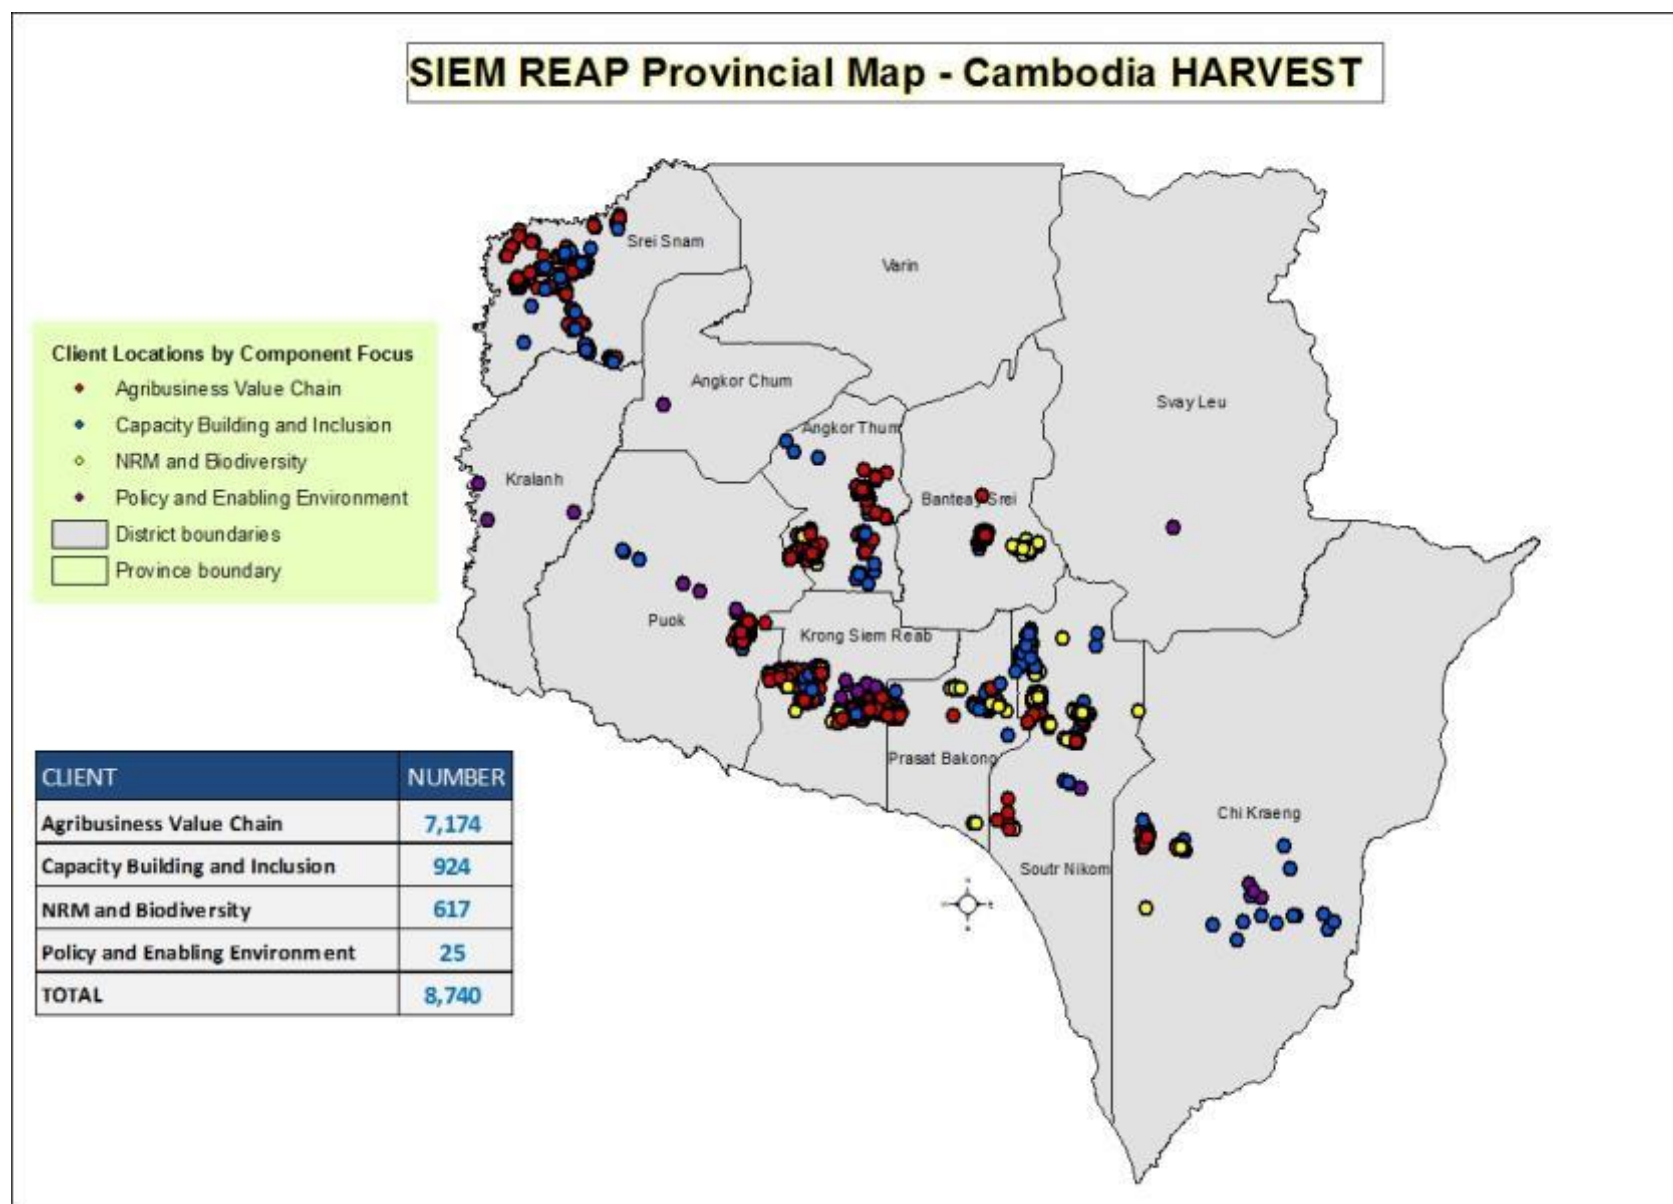 SIEM REAP Provincial Map - Cambodia HARVEST
Srei Snam
Varin
Client Locations by Component Focus
Agribusiness Value Chain
Capacity Building and Inclusion
NRM and Biodiversity
Policy and Enabling Environment
District boundaries
Province boundary
Angkor Chum
Svay Leu
Angkor Thum
Kralanh
Banteay Srei
Puok
Krong Siem Reab
Prasat Bakong
Chi Kraeng
Soutr Nikom
CLIENT NUMBER
Agribusiness Value Chain 7,174
Capacity Building and Inclusion 924
NRM and Biodiversity 617
Policy and Enabling Environment 25
TOTAL 8,740